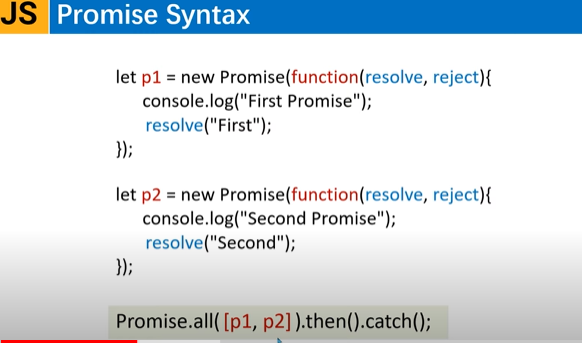 JS Promise Syntax
let p1 = new Promise(function(resolve, reject){
console.log("First Promise");
resolve("First");
});
let p2 = new Promise(function(resolve, reject){
console.log("Second Promise");
resolve("Second");
});
Promise.all( [p1, p2] ).then().catch();